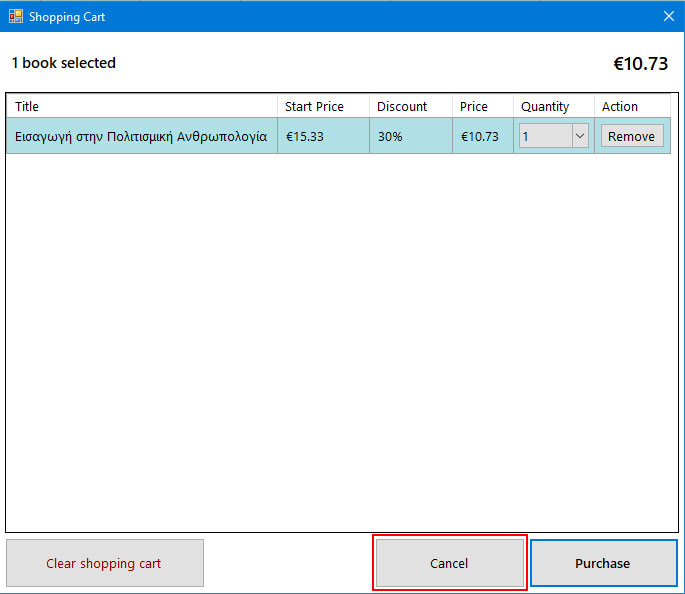 Shopping Cart
1 book selected
€10.73
Title Start Price Discount Price Quantity Action
Εισαγωγή στην Πολιτισμική Ανθρωπολογία €15.33 30% €10.73 1 Remove
Clear shopping cart Cancel Purchase